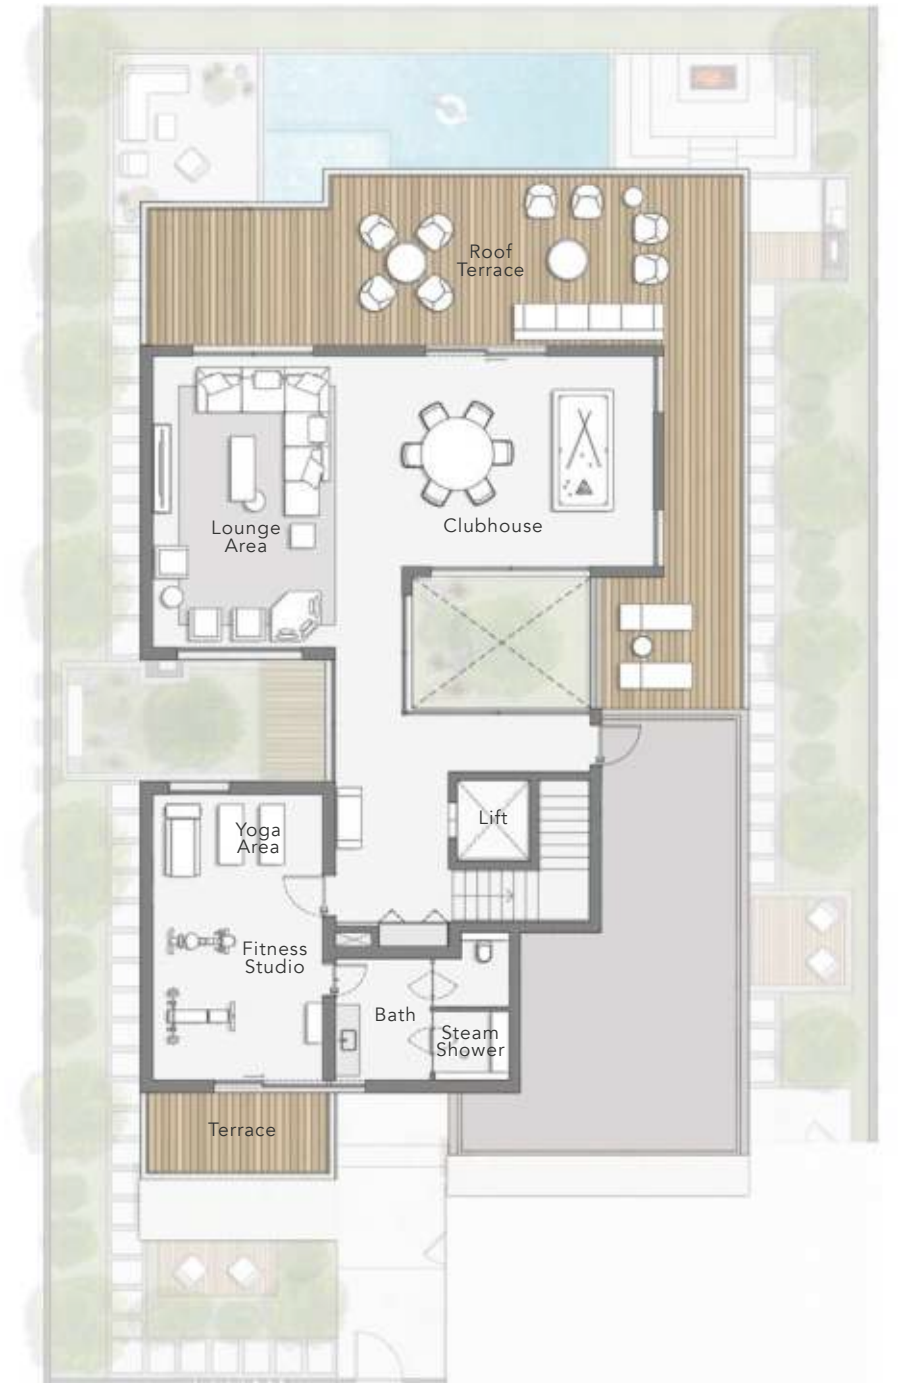 Roof
Terrace
Lounge
Area
Clubhouse
Lift
Yoga
Area
Fitness
Studio
Bath
Steam
Shower
Terrace